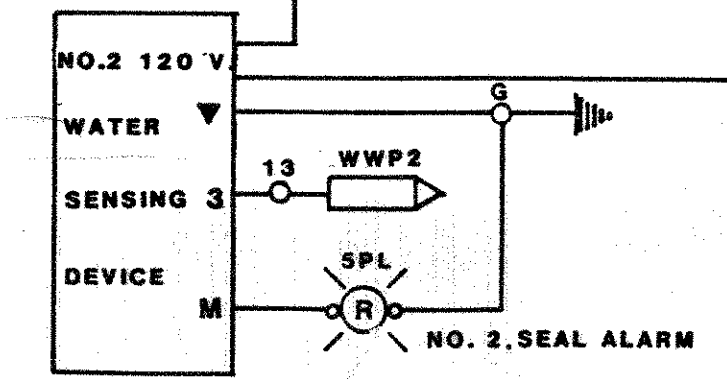 NO.2 120 V
G
WATER
13 WWP2
SENSING 3
5PL
DEVICE
M R
NO. 2. SEAL ALARM